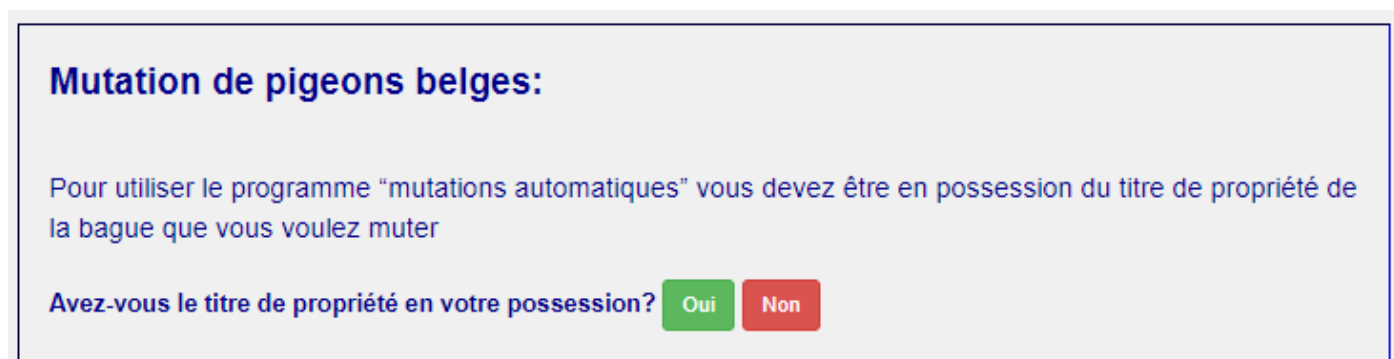 Mutation de pigeons belges:
Pour utiliser le programme “mutations automatiques” vous devez être en possession du titre de propriété de
la bague que vous voulez muter
Avez-vous le titre de propriété en votre possession? Oui Non